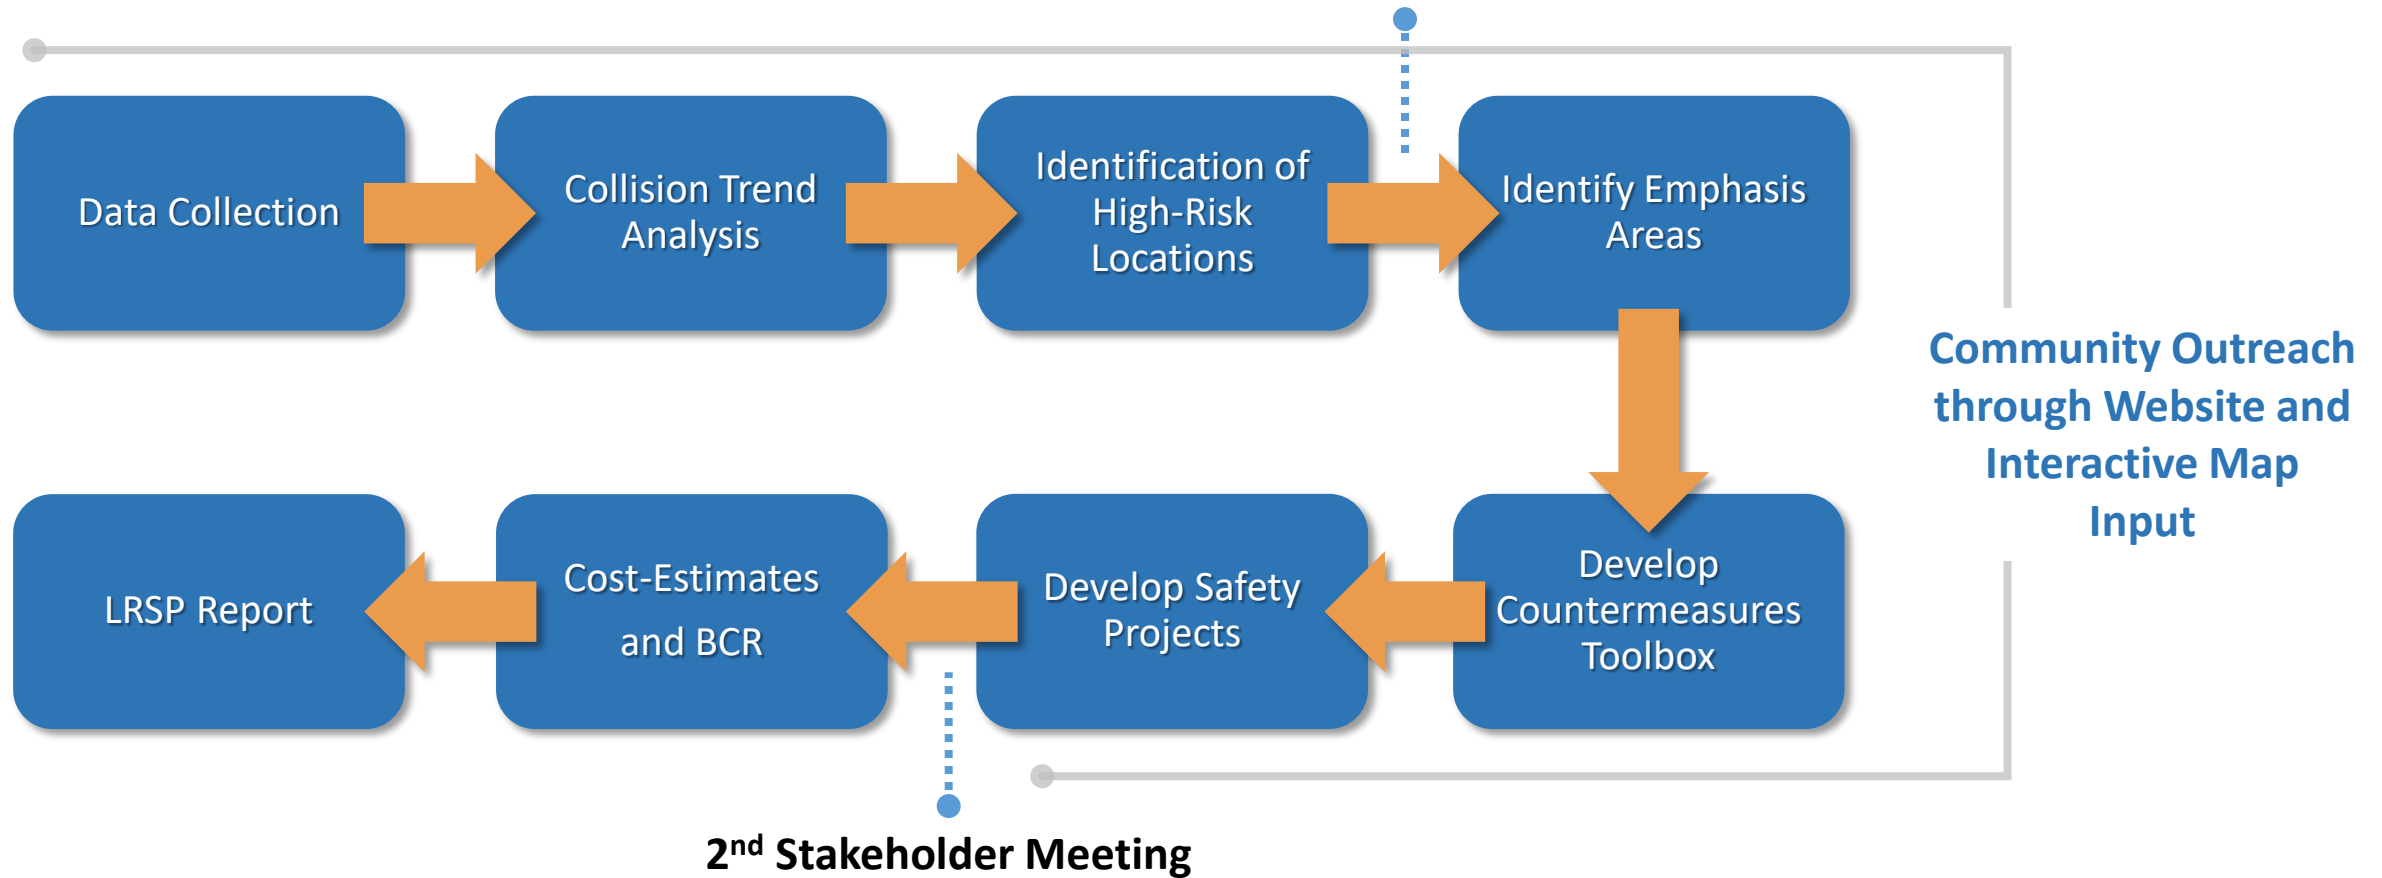 Data Collection
Collision Trend
Analysis
Identification of
High-Risk
Locations
Identify Emphasis
Areas
Community Outreach
through Website and
Interactive Map
Input
LRSP Report
Cost-Estimates
and BCR
Develop Safety
Projects
Develop
Countermeasures
Toolbox
2nd Stakeholder Meeting